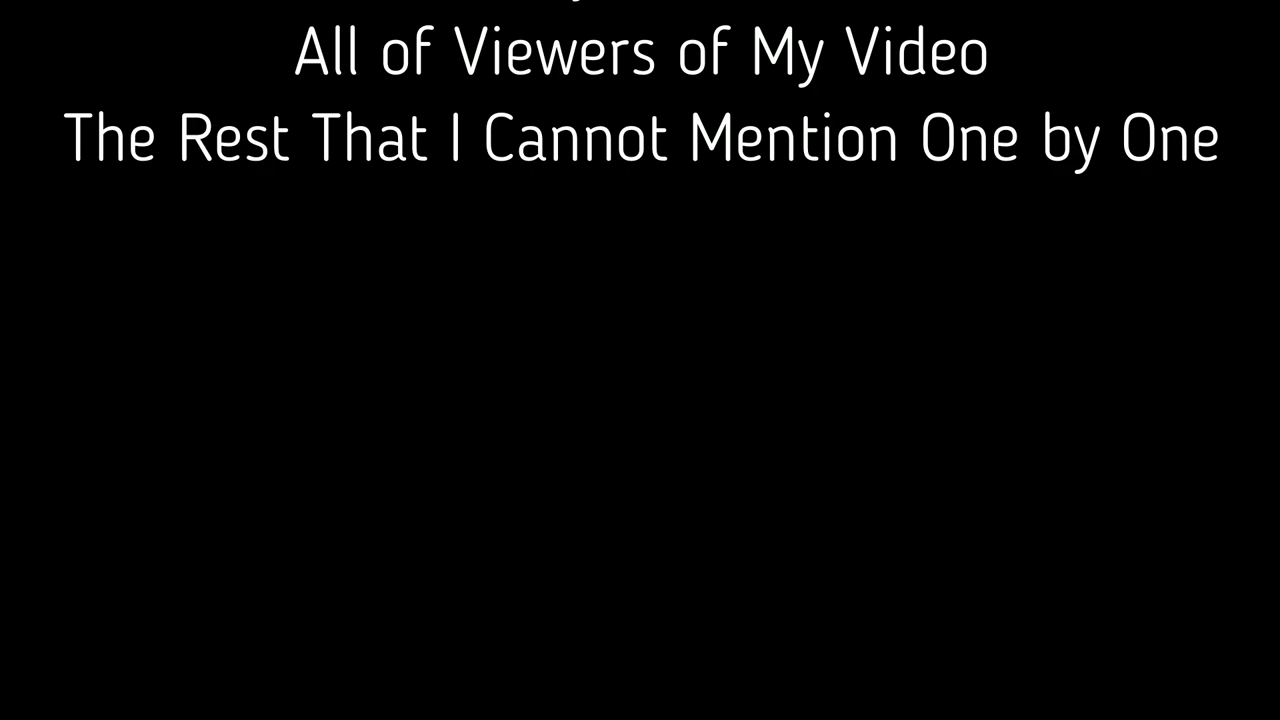 All of Viewers of My Video
The Rest That I Cannot Mention One by One